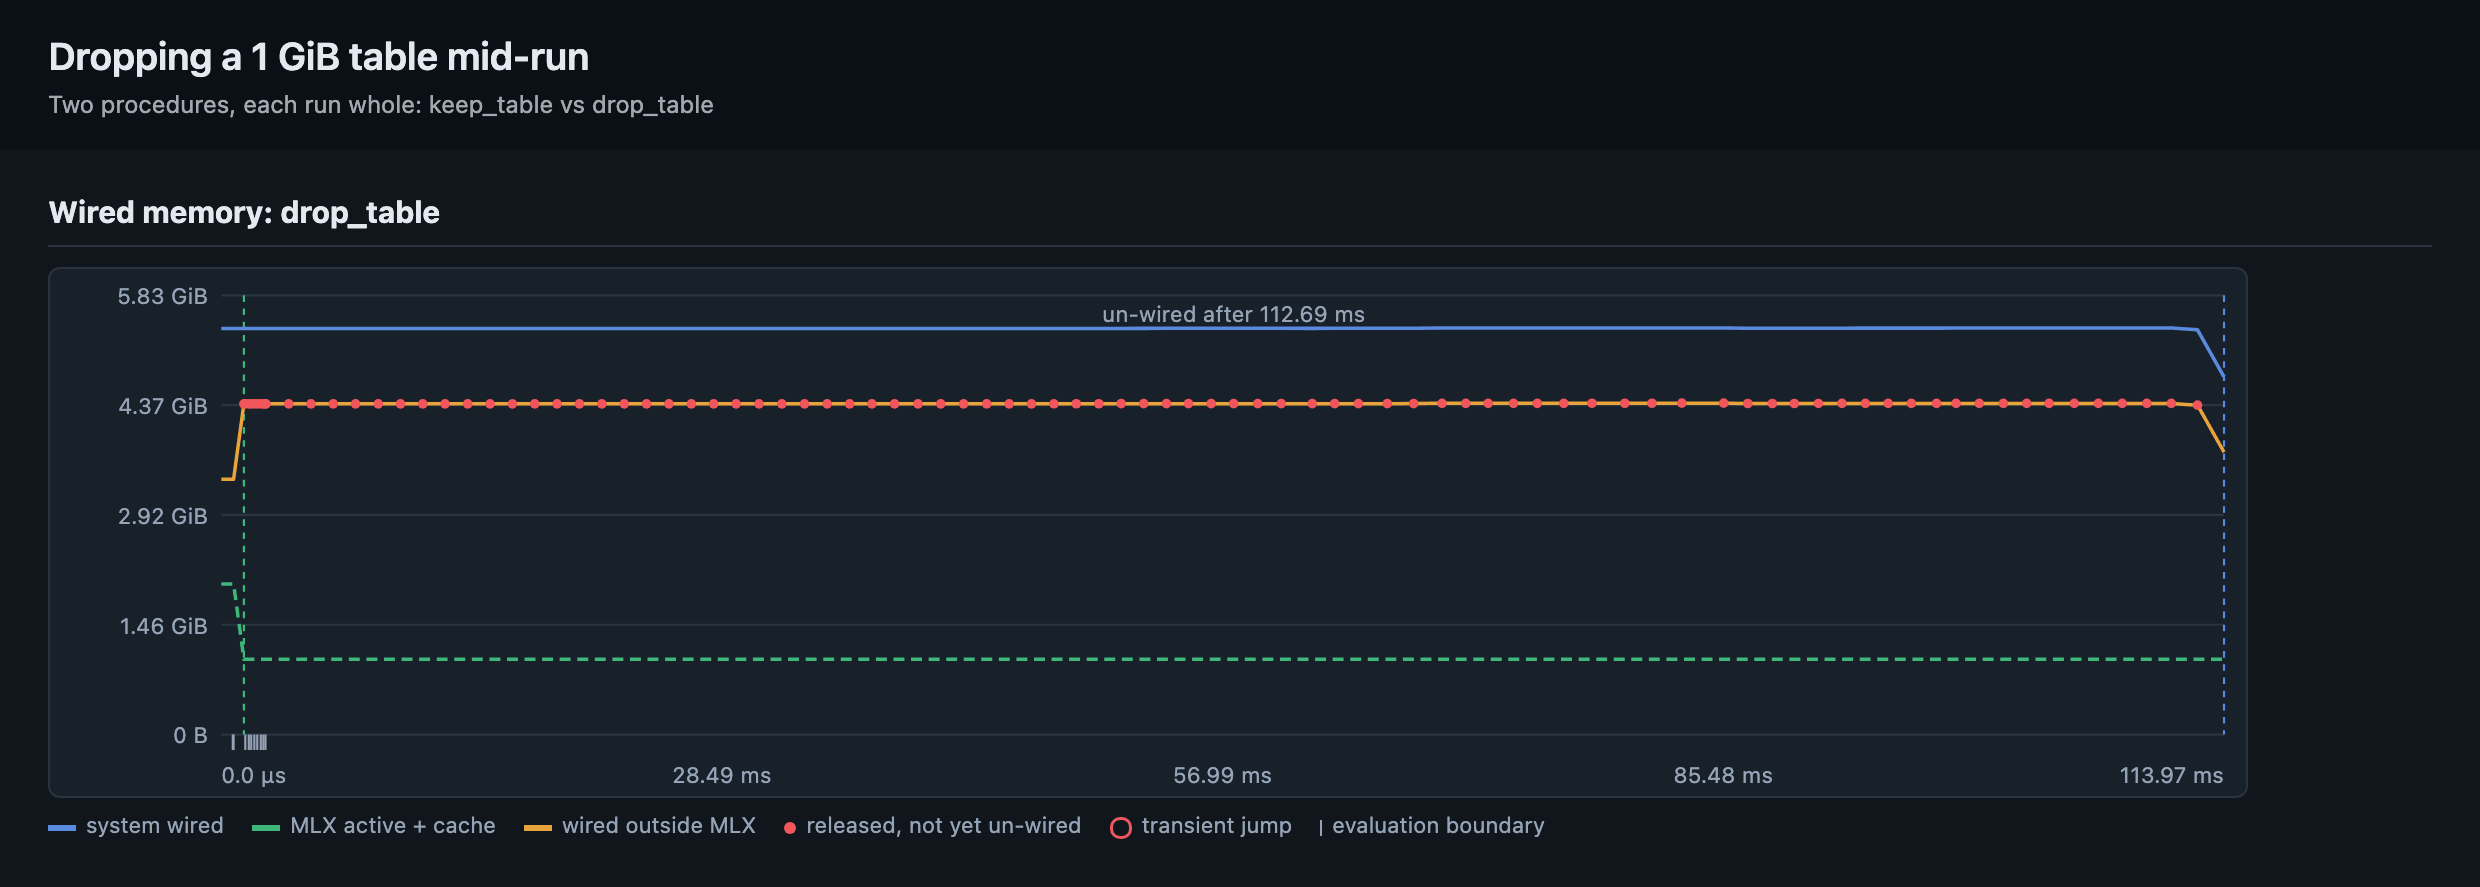 Dropping a 1 GiB table mid-run
Two procedures, each run whole: keep_table vs drop_table
Wired memory: drop_table
5.83 GiB
un-wired after 112.69 ms
4.37 GiB
2.92 GiB
1.46 GiB
0 B
0.0 µs 28.49 ms 56.99 ms 85.48 ms 113.97 ms
system wired MLX active + cache wired outside MLX released, not yet un-wired transient jump evaluation boundary